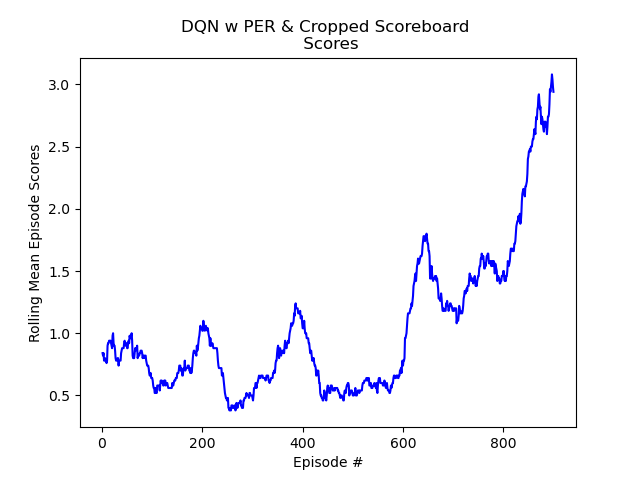 DQN w PER & Cropped Scoreboard
Scores
Rolling Mean Episode Scores
3.0
2.5
2.0
1.5
1.0
0.5
0 200 400 600 800
Episode #